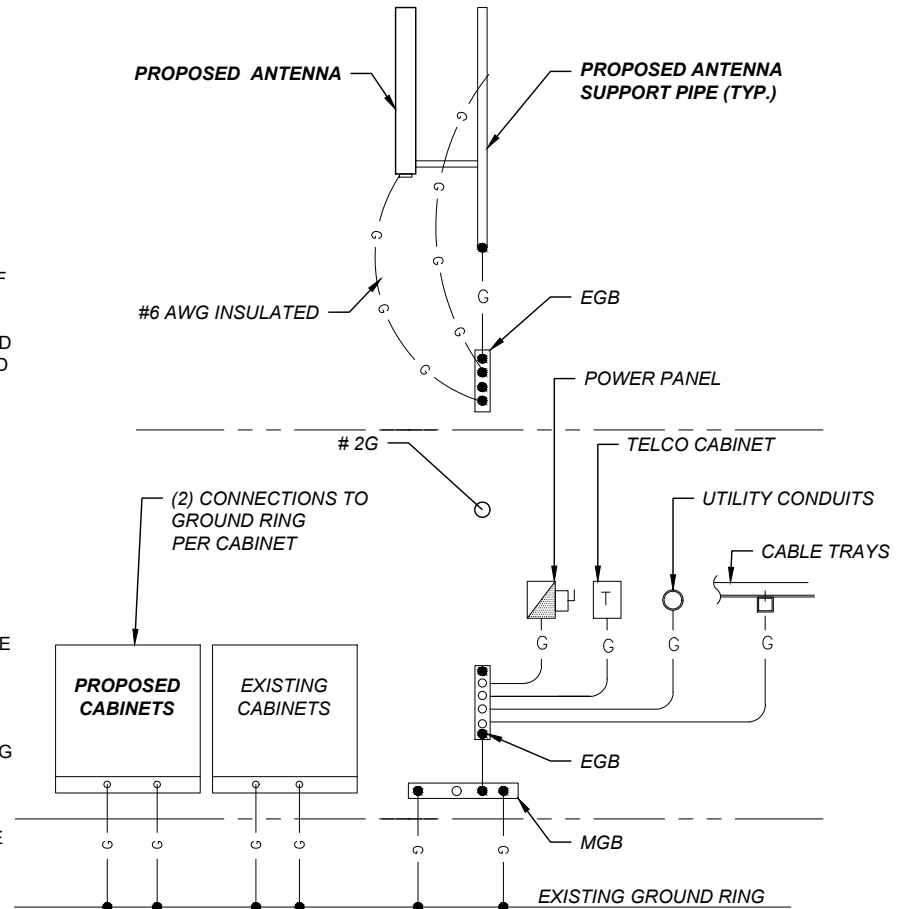 PROPOSED ANTENNA
PROPOSED ANTENNA
SUPPORT PIPE (TYP.)
G
G
G
G
G
G
G
G
G
F
#6 AWG INSULATED
EGB
D
D
POWER PANEL
# 2G
TELCO CABINET
(2) CONNECTIONS TO
GROUND RING
PER CABINET
UTILITY CONDUITS
CABLE TRAYS
T
G
G
G
G
E
PROPOSED
CABINETS
EXISTING
CABINETS
G
EGB
MGB
E
G
G
G
G
G
G
EXISTING GROUND RING